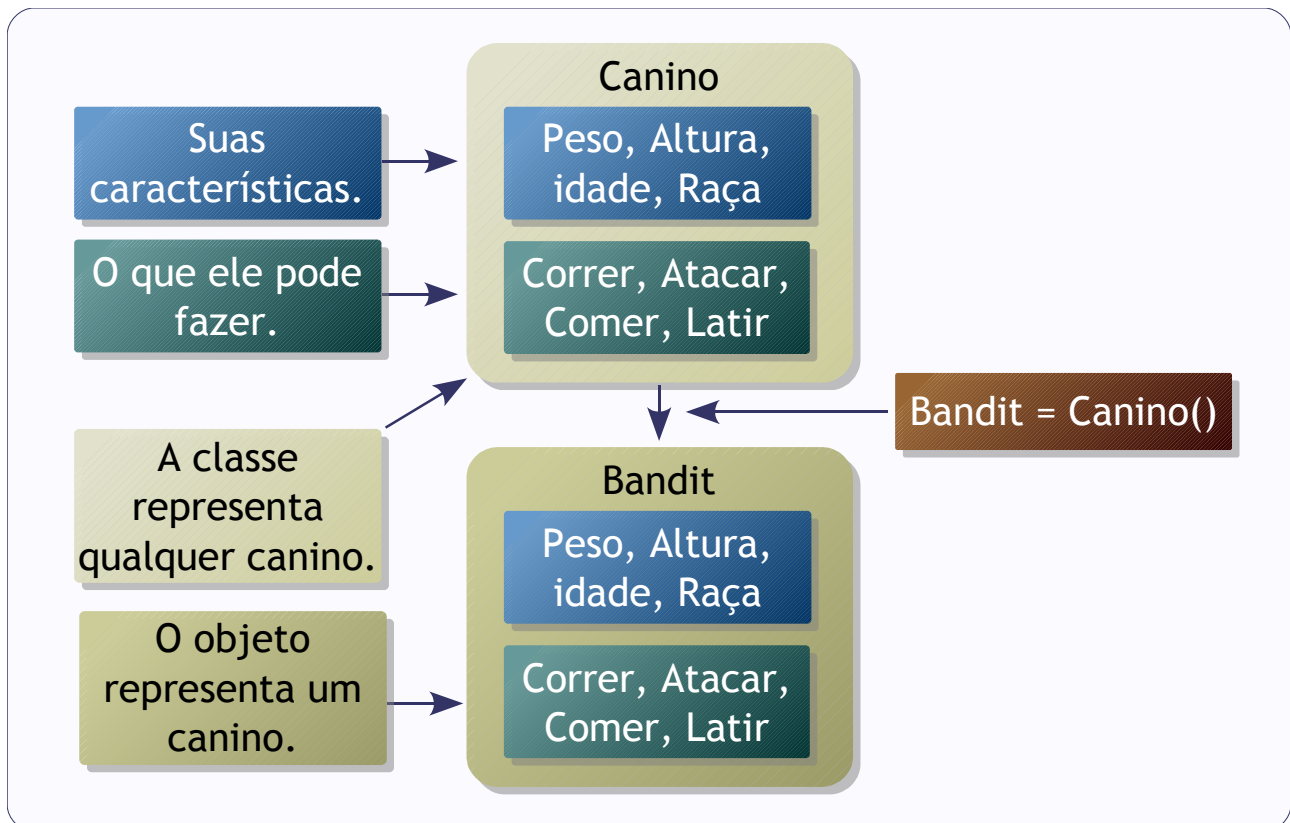 Canino
Suas
características.
Peso, Altura,
idade, Raça
O que ele pode
fazer.
Correr, Atacar,
Comer, Latir
Bandit = Canino()
A classe
representa
qualquer canino.
Bandit
Peso, Altura,
idade, Raça
O objeto
representa um
canino.
Correr, Atacar,
Comer, Latir